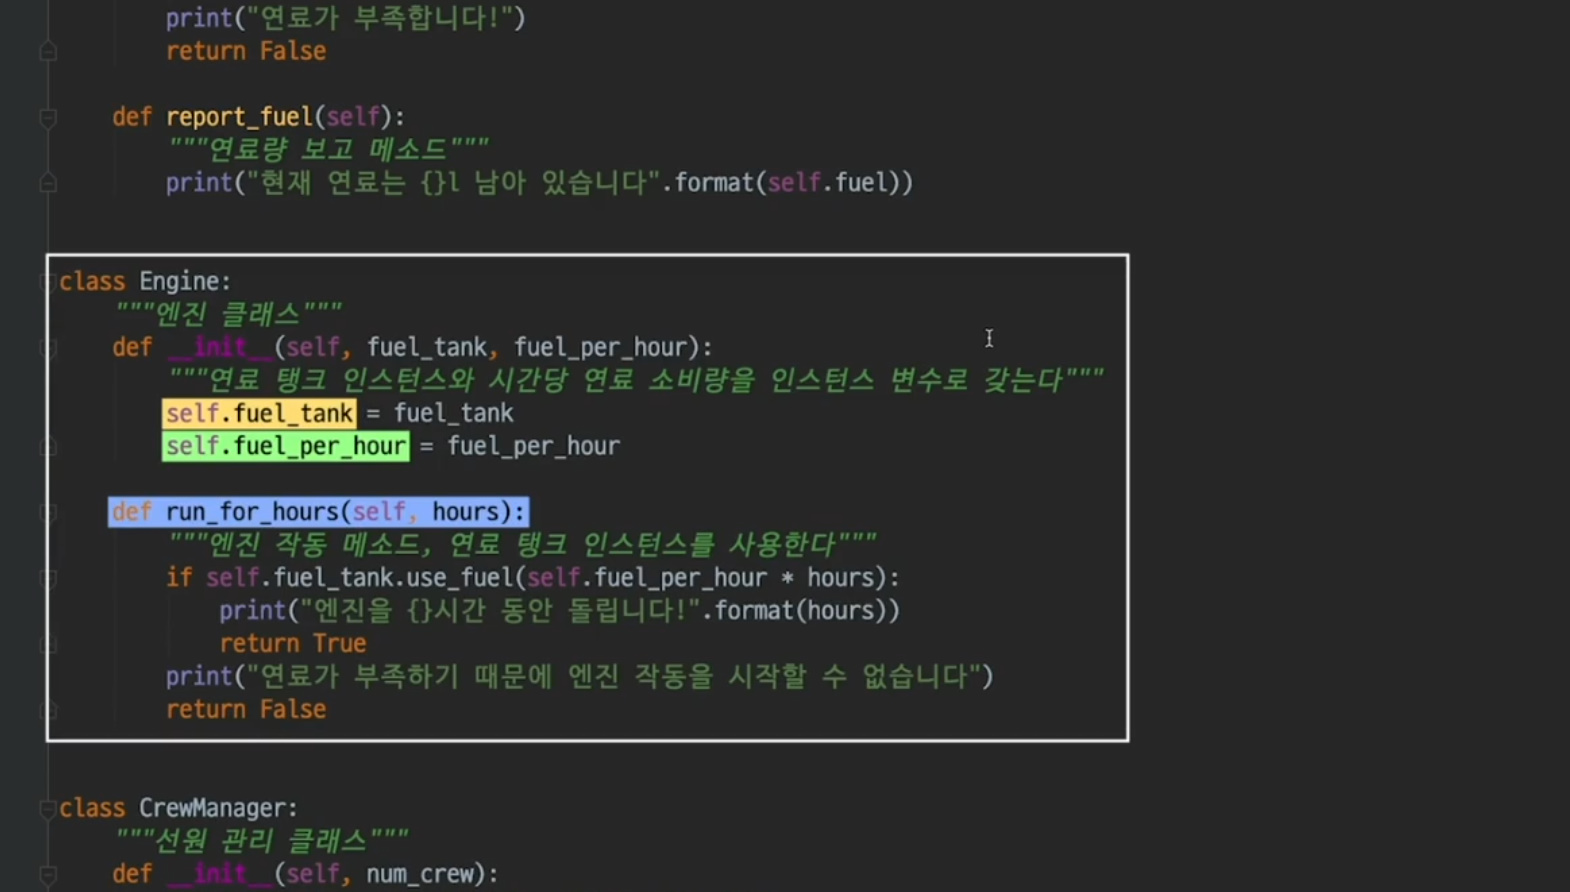 print("연료가 부족합니다!")
return False
def report_fuel(self):
"""연료량 보고 메소드"""
print("현재 연료는 {}l 남아 있습니다".format(self.fuel))
class Engine:
"""엔진 클래스"""
def __init__(self, fuel_tank, fuel_per_hour):
"""연료 탱크 인스턴스와 시간당 연료 소비량을 인스턴스 변수로 갖는다"""
self.fuel_tank = fuel_tank
self.fuel_per_hour = fuel_per_hour
def run_for_hours(self, hours):
"""엔진 작동 메소드, 연료 탱크 인스턴스를 사용한다"""
if self.fuel_tank.use_fuel(self.fuel_per_hour * hours):
print("엔진을 {}시간 동안 돌립니다!".format(hours))
return True
print("연료가 부족하기 때문에 엔진 작동을 시작할 수 없습니다")
return False
class CrewManager:
"""선원 관리 클래스"""
def __init__(self, num_crew):